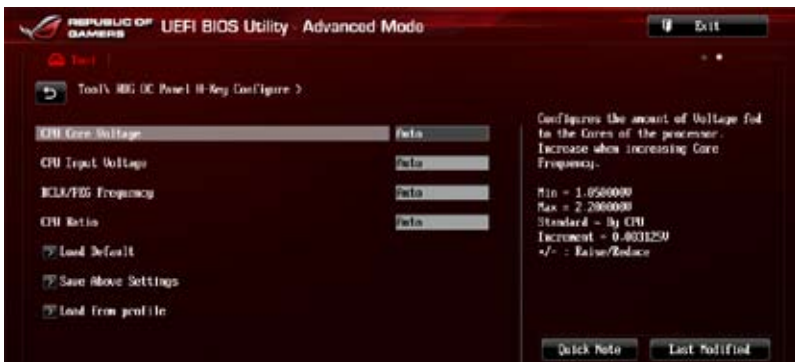 REPUBLIC OF
GAMERS
UEFI BIOS Utility - Advanced Mode
Exit
Tool
Tool\ ROG OC Panel H-Key Configure >
CPU Core Voltage Auto
CPU Input Voltage Auto
BCLK/PEG Frequency Auto
CPU Ratio Auto
Load Default
Save Above Settings
Load from profile
Configures the amount of Voltage fed
to the Cores of the processor.
Increase when increasing Core
Frequency.
Min = 1.050000V
Max = 2.200000V
Standard = By CPU
Increment = 0.003125V
+/- : Raise/Reduce
Quick Note
Last Modified